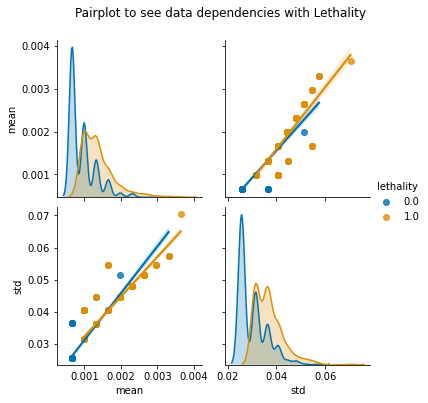 Pairplot to see data dependencies with Lethality
0.004
0.003
0.002
0.001
mean
lethality
0.0
1.0
0.07
0.06
0.05
0.04
0.03
std
0.001 0.002 0.003 0.004
mean
0.02 0.04 0.06
std